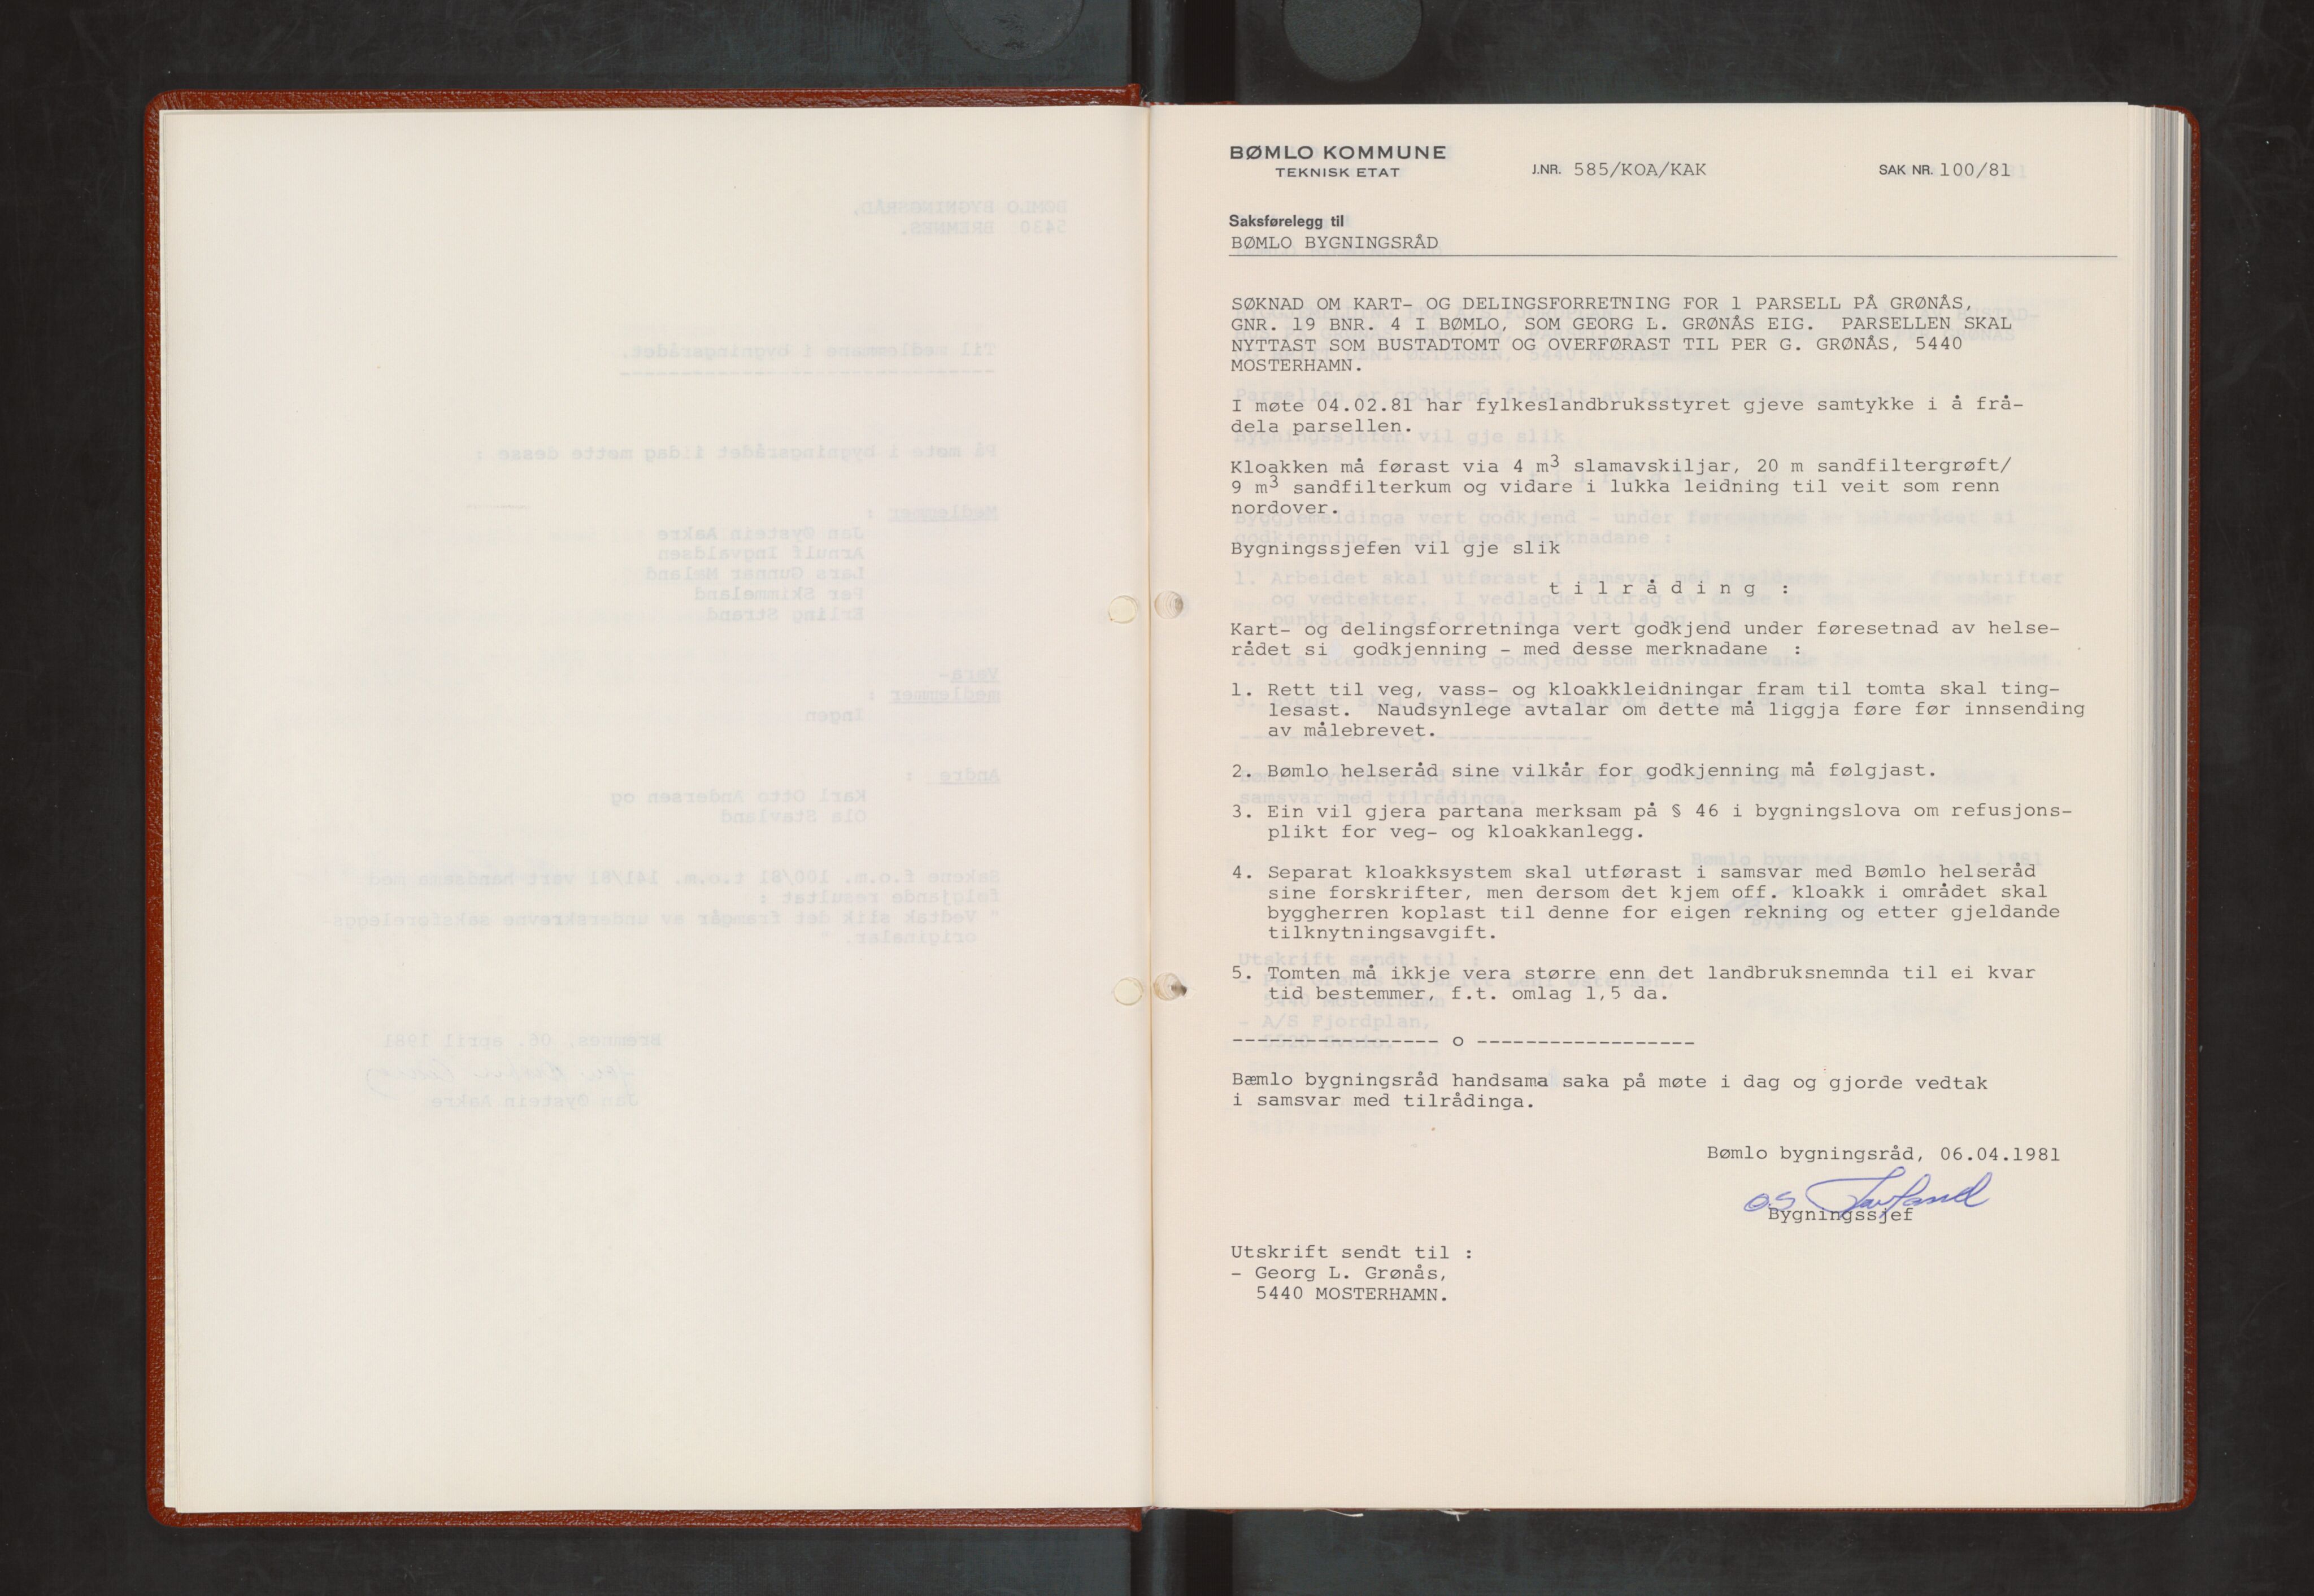 BØMLO KOMMUNE
TEKNISK ETAT
J.NR. 585/KOA/KAK
SAK NR. 100/81
Saksførelegg til
BØMLO BYGNINGSRÅD
SØKNAD OM KART- OG DELINGSFORRETNING FOR 1 PARSELL PÅ GRØNÅS,
GNR. 19 BNR. 4 I BØMLO, SOM GEORG L. GRØNÅS EIG. PARSELLEN SKAL
NYTTAST SOM BUSTADTOMT OG OVERFØRAST TIL PER G. GRØNÅS, 5440
MOSTERHAMN.
I møte 04.02.81 har fylkeslandbruksstyret gjeve samtykke i å frå-
dela parsellen.
Kloakken må førast via 4 m3 slamavskiljar, 20 m sandfiltergrøft/
9 m3 sandfilterkum og vidare i lukka leidning til veit som renn
nordover.
Bygningssjefen vil gje slik
t i l r å d i n g :
Kart- og delingsforretninga vert godkjend under føresetnad av helse-
rådet si godkjenning - med desse merknadane :
1. Rett til veg, vass- og kloakkleidningar fram til tomta skal ting-
lesast. Naudsynlege avtalar om dette må liggja føre før innsending
av målebrevet.
2. Bømlo helseråd sine vilkår for godkjenning må følgjast.
3. Ein vil gjera partana merksam på § 46 i bygningslova om refusjons-
plikt for veg- og kloakkanlegg.
4. Separat kloakksystem skal utførast i samsvar med Bømlo helseråd
sine forskrifter, men dersom det kjem off. kloakk i området skal
byggherren koplast til denne for eigen rekning og etter gjeldande
tilknytningsavgift.
5. Tomten må ikkje vera større enn det landbruksnemnda til ei kvar
tid bestemmer, f.t. omlag 1,5 da.
----------------- o ------------------
Bæmlo bygningsråd handsama saka på møte i dag og gjorde vedtak
i samsvar med tilrådinga.
Bømlo bygningsråd, 06.04.1981
Bygningssjef
Utskrift sendt til :
- Georg L. Grønås,
5440 MOSTERHAMN.